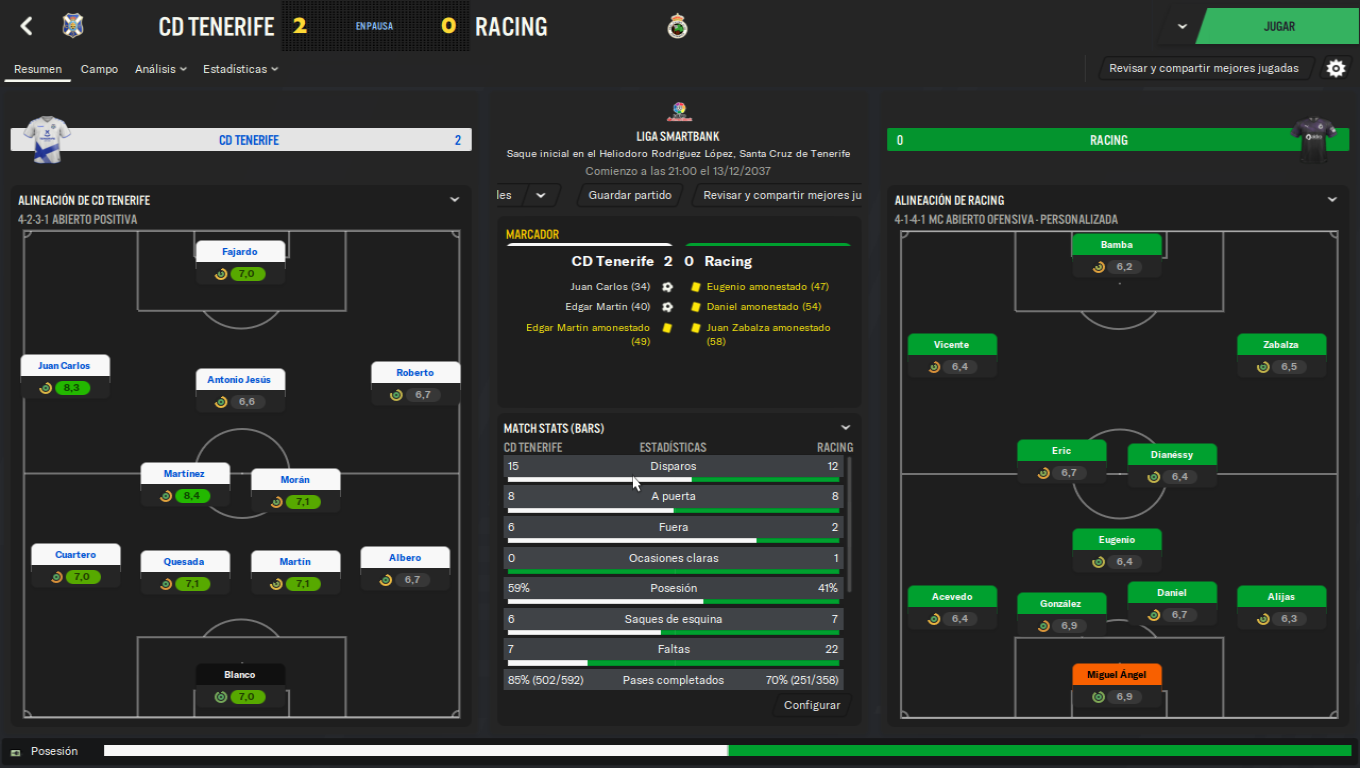 CD TENERIFE 2 EN PAUSA 0 RACING
JUGAR
Resumen Campo Análisis Estadísticas
Revisar y compartir mejores jugadas
CD TENERIFE 2
LIGA SMARTBANK
Saque inicial en el Heliodoro Rodríguez López, Santa Cruz de Tenerife
Comienzo a las 21:00 el 13/12/2037
les Guardar partido Revisar y compartir mejores ju
0 RACING
ALINEACIÓN DE CD TENERIFE
4-2-3-1 ABIERTO POSITIVA
Fajardo
7,0
Juan Carlos
8,3
Antonio Jesús
6,6
Roberto
6,7
Martínez
8,4
Morán
7,1
Cuartero
7,0
Quesada
7,1
Martín
7,1
Albero
6,7
Blanco
7,0
MARCADOR
CD Tenerife 2 0 Racing
Juan Carlos (34) Eugenio amonestado (47)
Edgar Martín (40) Daniel amonestado (54)
Edgar Martín amonestado Juan Zabalza amonestado
(49) (58)
MATCH STATS (BARS)
CD TENERIFE ESTADÍSTICAS RACING
15 Disparos 12
8 A puerta 8
6 Fuera 2
0 Ocasiones claras 1
59% Posesión 41%
6 Saques de esquina 7
7 Faltas 22
85% (502/592) Pases completados 70% (251/358)
Configurar
ALINEACIÓN DE RACING
4-1-4-1 MC ABIERTO OFENSIVA - PERSONALIZADA
Bamba
6,2
Vicente
6,4
Zabalza
6,5
Eric
6,7
Dianéssy
6,4
Eugenio
6,4
Acevedo
6,4
González
6,9
Daniel
6,7
Alijas
6,3
Miguel Ángel
6,9
Posesión